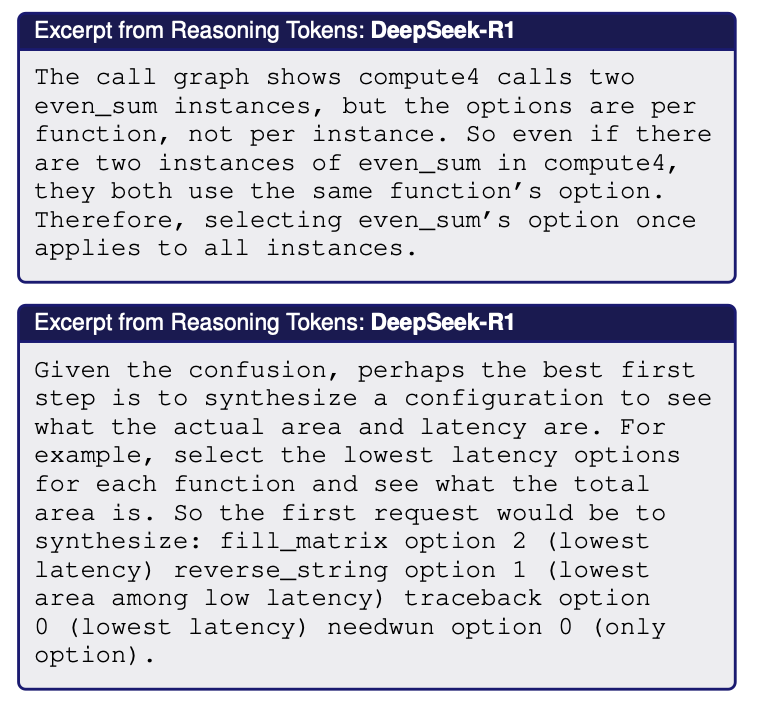 Excerpt from Reasoning Tokens: DeepSeek-R1
The call graph shows compute4 calls two
even_sum instances, but the options are per
function, not per instance. So even if there
are two instances of even_sum in compute4,
they both use the same function’s option.
Therefore, selecting even_sum’s option once
applies to all instances.
Excerpt from Reasoning Tokens: DeepSeek-R1
Given the confusion, perhaps the best first
step is to synthesize a configuration to see
what the actual area and latency are. For
example, select the lowest latency options
for each function and see what the total
area is. So the first request would be to
synthesize: fill_matrix option 2 (lowest
latency) reverse_string option 1 (lowest
area among low latency) traceback option
0 (lowest latency) needwun option 0 (only
option).